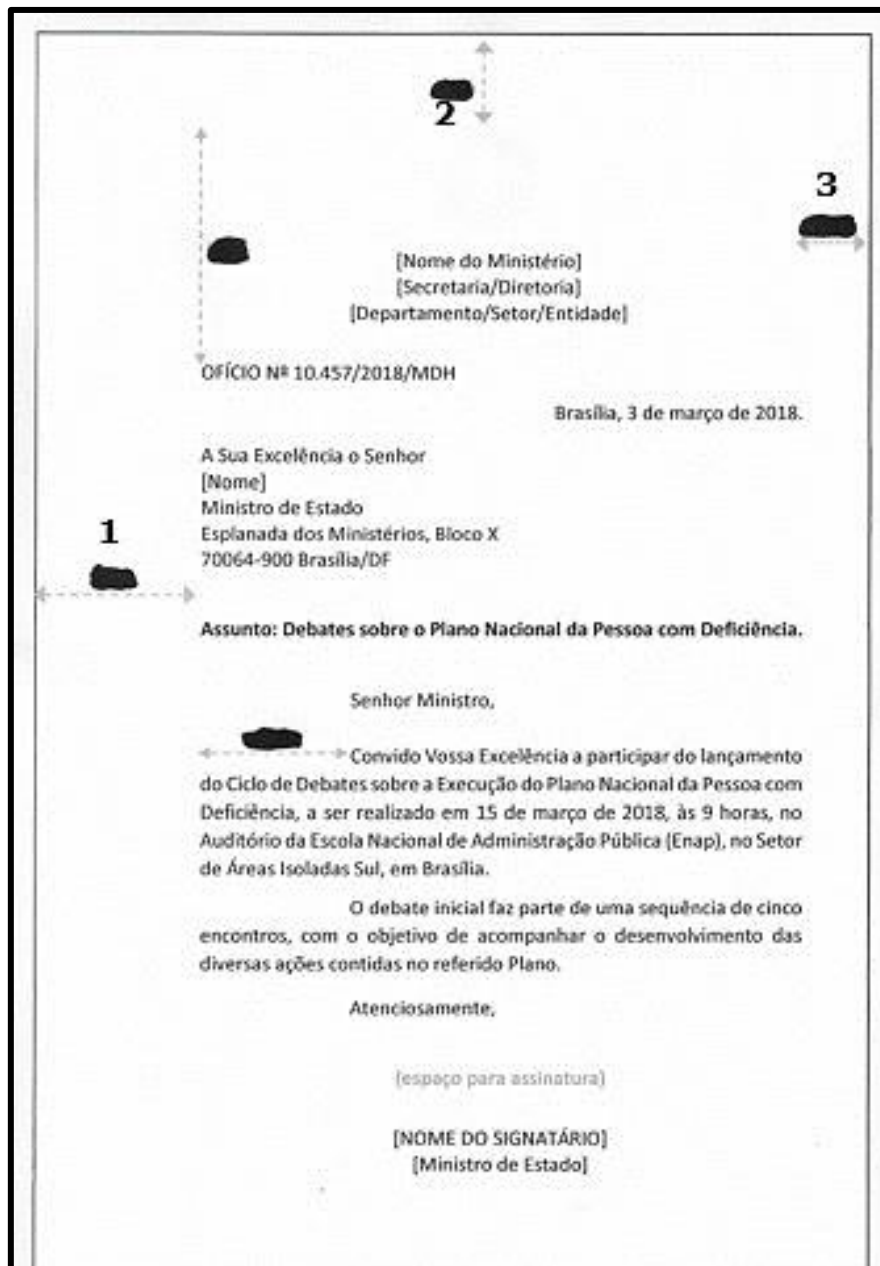 2
3
[Nome do Ministério]
[Secretaria/Diretoria]
[Departamento/Setor/Entidade]
OFÍCIO Nº 10.457/2018/MDH
Brasília, 3 de março de 2018.
A Sua Excelência o Senhor
[Nome]
Ministro de Estado
Esplanada dos Ministérios, Bloco X
70064-900 Brasília/DF
1
Assunto: Debates sobre o Plano Nacional da Pessoa com Deficiência.
Senhor Ministro,
Convido Vossa Excelência a participar do lançamento
do Ciclo de Debates sobre a Execução do Plano Nacional da Pessoa com
Deficiência, a ser realizado em 15 de março de 2018, às 9 horas, no
Auditório da Escola Nacional de Administração Pública (Enap), no Setor
de Áreas Isoladas Sul, em Brasília.
O debate inicial faz parte de uma sequência de cinco
encontros, com o objetivo de acompanhar o desenvolvimento das
diversas ações contidas no referido Plano.
Atenciosamente,
(espaço para assinatura)
[NOME DO SIGNATÁRIO]
[Ministro de Estado]